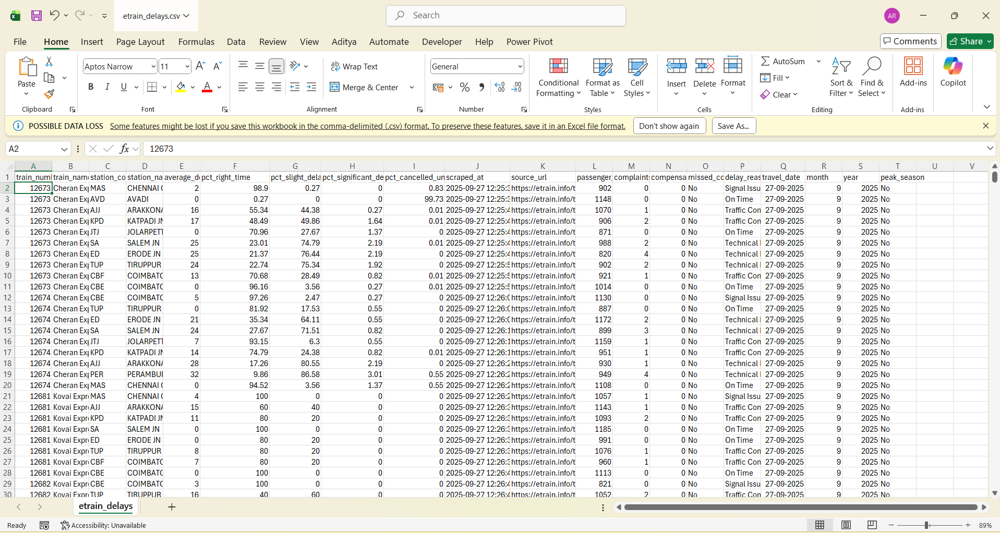 etrain_delays.csv
Search
AR
File Home Insert Page Layout Formulas Data Review View Aditya Automate Developer Help Power Pivot
Comments Share
Paste
Clipboard
Aptos Narrow 11
B I U
Font
Wrap Text
Merge & Center
Alignment
General
Number
Conditional Formatting
Format as Table
Cell Styles
Styles
Insert Delete Format
Cells
AutoSum
Fill
Clear
Sort & Filter
Find & Select
Editing
Add-ins
Add-ins
Copilot
POSSIBLE DATA LOSS Some features might be lost if you save this workbook in the comma-delimited (.csv) format. To preserve these features, save it in an Excel file format. Don't show again Save As...
A2 fx 12673
A B C D E F G H I J K L M N O P Q R S T U V
1 train_numl train_name station_co station_na average_de pct_right_time pct_slight_dela pct_significant_de pct_cancelled_un scraped_at source_url passenger_ complaints compensa missed_co delay_reas travel_date month year peak_season
2 12673 Cheran Exp MAS CHENNAI C 2 98.9 0.27 0 0.83 2025-09-27 12:25:3 https://etrain.info/t 902 0 0 No Signal Issu 27-09-2025 9 2025 No
3 12673 Cheran Exp AVD AVADI 0 0.27 0 0 99.73 2025-09-27 12:25:3 https://etrain.info/t 1148 0 0 No On Time 27-09-2025 9 2025 No
4 12673 Cheran Exp AJJ ARAKKONA 16 55.34 44.38 0.27 0.01 2025-09-27 12:25:4 https://etrain.info/t 1070 1 0 No Traffic Con 27-09-2025 9 2025 No
5 12673 Cheran Exp KPD KATPADI JN 17 48.49 49.86 1.64 0.01 2025-09-27 12:25:4 https://etrain.info/t 906 2 0 No Traffic Con 27-09-2025 9 2025 No
6 12673 Cheran Exp JTJ JOLARPETT 0 70.96 27.67 1.37 0 2025-09-27 12:25:4 https://etrain.info/t 871 0 0 No On Time 27-09-2025 9 2025 No
7 12673 Cheran Exp SA SALEM JN 25 23.01 74.79 2.19 0.01 2025-09-27 12:25:4 https://etrain.info/t 988 2 0 No Technical 27-09-2025 9 2025 No
8 12673 Cheran Exp ED ERODE JN 25 21.37 76.44 2.19 0 2025-09-27 12:25:4 https://etrain.info/t 820 4 0 No Technical 27-09-2025 9 2025 No
9 12673 Cheran Exp TUP TIRUPPUR 24 22.74 75.34 1.92 0 2025-09-27 12:25:5 https://etrain.info/t 902 2 0 No Technical 27-09-2025 9 2025 No
10 12673 Cheran Exp CBF COIMBATO 13 70.68 28.49 0.82 0.01 2025-09-27 12:25:5 https://etrain.info/t 921 1 0 No Traffic Con 27-09-2025 9 2025 No
11 12673 Cheran Exp CBE COIMBATO 0 96.16 3.56 0.27 0.01 2025-09-27 12:25:5 https://etrain.info/t 1014 0 0 No On Time 27-09-2025 9 2025 No
12 12674 Cheran Exp CBE COIMBATO 5 97.26 2.47 0.27 0 2025-09-27 12:26:0 https://etrain.info/t 1130 0 0 No Signal Issu 27-09-2025 9 2025 No
13 12674 Cheran Exp TUP TIRUPPUR 0 81.92 17.53 0.55 0 2025-09-27 12:26:0 https://etrain.info/t 887 0 0 No On Time 27-09-2025 9 2025 No
14 12674 Cheran Exp ED ERODE JN 21 35.34 64.11 0.55 0 2025-09-27 12:26:0 https://etrain.info/t 1172 2 0 No Technical 27-09-2025 9 2025 No
15 12674 Cheran Exp SA SALEM JN 24 27.67 71.51 0.82 0 2025-09-27 12:26:1 https://etrain.info/t 899 3 0 No Technical 27-09-2025 9 2025 No
16 12674 Cheran Exp JTJ JOLARPETT 7 93.15 6.3 0.55 0 2025-09-27 12:26:1 https://etrain.info/t 1159 1 0 No Traffic Con 27-09-2025 9 2025 No
17 12674 Cheran Exp KPD KATPADI JN 14 74.79 24.38 0.82 0.01 2025-09-27 12:26:1 https://etrain.info/t 951 1 0 No Traffic Con 27-09-2025 9 2025 No
18 12674 Cheran Exp AJJ ARAKKONA 28 17.26 80.55 2.19 0 2025-09-27 12:26:2 https://etrain.info/t 930 1 0 No Technical 27-09-2025 9 2025 No
19 12674 Cheran Exp PER PERAMBUR 32 9.86 86.58 3.01 0.55 2025-09-27 12:26:2 https://etrain.info/t 949 4 0 No Technical 27-09-2025 9 2025 No
20 12674 Cheran Exp MAS CHENNAI C 0 94.52 3.56 1.37 0.55 2025-09-27 12:26:2 https://etrain.info/t 1108 0 0 No On Time 27-09-2025 9 2025 No
21 12681 Kovai Expr MAS CHENNAI C 4 100 0 0 0 2025-09-27 12:26:2 https://etrain.info/t 1057 1 0 No Signal Issu 27-09-2025 9 2025 No
22 12681 Kovai Expr AJJ ARAKKONA 15 60 40 0 0 2025-09-27 12:26:3 https://etrain.info/t 1143 1 0 No Traffic Con 27-09-2025 9 2025 No
23 12681 Kovai Expr KPD KATPADI JN 11 80 20 0 0 2025-09-27 12:26:3 https://etrain.info/t 1093 2 0 No Traffic Con 27-09-2025 9 2025 No
24 12681 Kovai Expr SA SALEM JN 0 100 0 0 0 2025-09-27 12:26:3 https://etrain.info/t 1185 0 0 No On Time 27-09-2025 9 2025 No
25 12681 Kovai Expr ED ERODE JN 0 80 20 0 0 2025-09-27 12:26:3 https://etrain.info/t 991 0 0 No On Time 27-09-2025 9 2025 No
26 12681 Kovai Expr TUP TIRUPPUR 8 80 20 0 0 2025-09-27 12:26:3 https://etrain.info/t 1076 1 0 No Traffic Con 27-09-2025 9 2025 No
27 12681 Kovai Expr CBF COIMBATO 7 80 20 0 0 2025-09-27 12:26:3 https://etrain.info/t 960 1 0 No Traffic Con 27-09-2025 9 2025 No
28 12681 Kovai Expr CBE COIMBATO 0 100 0 0 0 2025-09-27 12:26:4 https://etrain.info/t 1113 0 0 No On Time 27-09-2025 9 2025 No
29 12682 Kovai Expr CBE COIMBATO 3 100 0 0 0 2025-09-27 12:26:4 https://etrain.info/t 821 0 0 No Signal Issu 27-09-2025 9 2025 No
30 12682 Kovai Expr TUP TIRUPPUR 16 40 60 0 0 2025-09-27 12:26:4 https://etrain.info/t 1052 2 0 No Traffic Con 27-09-2025 9 2025 No
etrain_delays
Ready Accessibility: Unavailable 89%